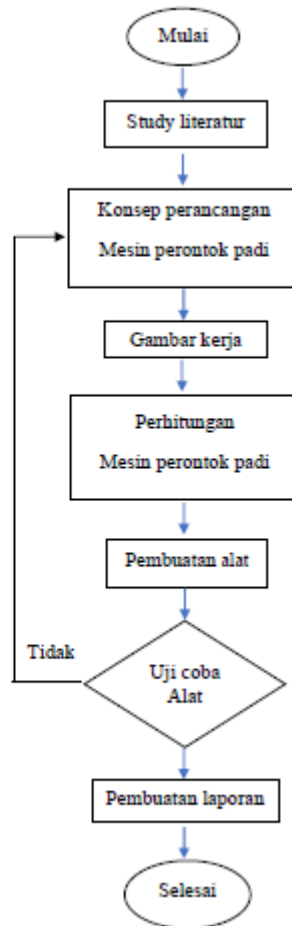 Mulai
Study literatur
Konsep perancangan
Mesin perontok padi
Gambar kerja
Perhitungan
Mesin perontok padi
Pembuatan alat
Tidak
Uji coba
Alat
Pembuatan laporan
Selesai